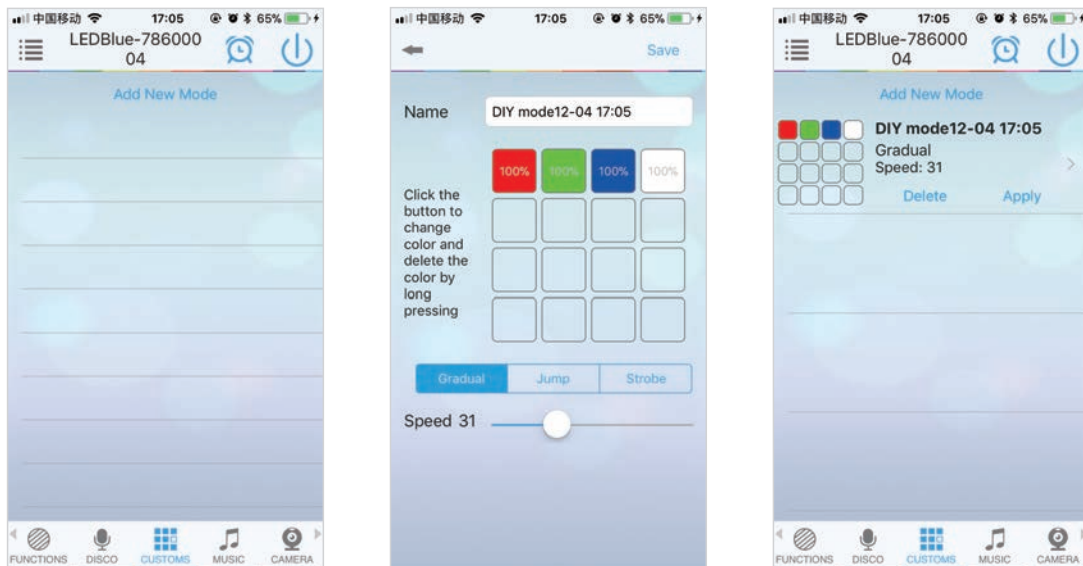 中国移动 17:05 65%
LEDBlue-786000
04
Add New Mode
FUNCTIONS DISCO CUSTOMS MUSIC CAMERA
中国移动 17:05 65%
Save
Name DIY mode12-04 17:05
100% 100% 100% 100%
Click the
button to
change
color and
delete the
color by
long
pressing
Gradual Jump Strobe
Speed 31
中国移动 17:05 65%
LEDBlue-786000
04
Add New Mode
DIY mode12-04 17:05
Gradual
Speed: 31
Delete Apply
FUNCTIONS DISCO CUSTOMS MUSIC CAMERA